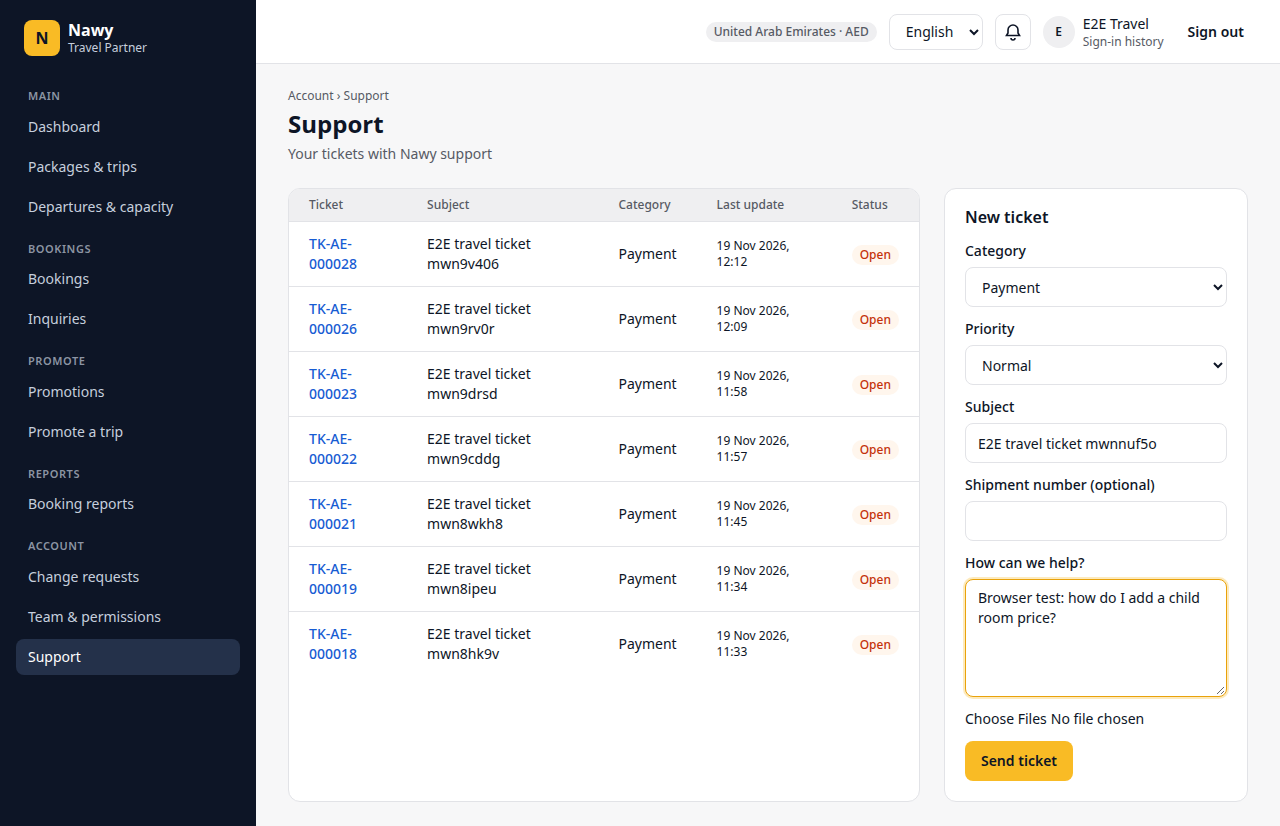 N
Nawy
Travel Partner
MAIN
Dashboard
Packages & trips
Departures & capacity
BOOKINGS
Bookings
Inquiries
PROMOTE
Promotions
Promote a trip
REPORTS
Booking reports
ACCOUNT
Change requests
Team & permissions
Support
United Arab Emirates · AED
English
E
E2E Travel
Sign-in history
Sign out
Account › Support
Support
Your tickets with Nawy support
Ticket Subject Category Last update Status
TK-AE-
000028
E2E travel ticket
mwn9v406
Payment
19 Nov 2026,
12:12
Open
TK-AE-
000026
E2E travel ticket
mwn9rv0r
Payment
19 Nov 2026,
12:09
Open
TK-AE-
000023
E2E travel ticket
mwn9drsd
Payment
19 Nov 2026,
11:58
Open
TK-AE-
000022
E2E travel ticket
mwn9cddg
Payment
19 Nov 2026,
11:57
Open
TK-AE-
000021
E2E travel ticket
mwn8wkh8
Payment
19 Nov 2026,
11:45
Open
TK-AE-
000019
E2E travel ticket
mwn8ipeu
Payment
19 Nov 2026,
11:34
Open
TK-AE-
000018
E2E travel ticket
mwn8hk9v
Payment
19 Nov 2026,
11:33
Open
New ticket
Category
Payment
Priority
Normal
Subject
E2E travel ticket mwnnuf5o
Shipment number (optional)
How can we help?
Browser test: how do I add a child
room price?
Choose Files No file chosen
Send ticket